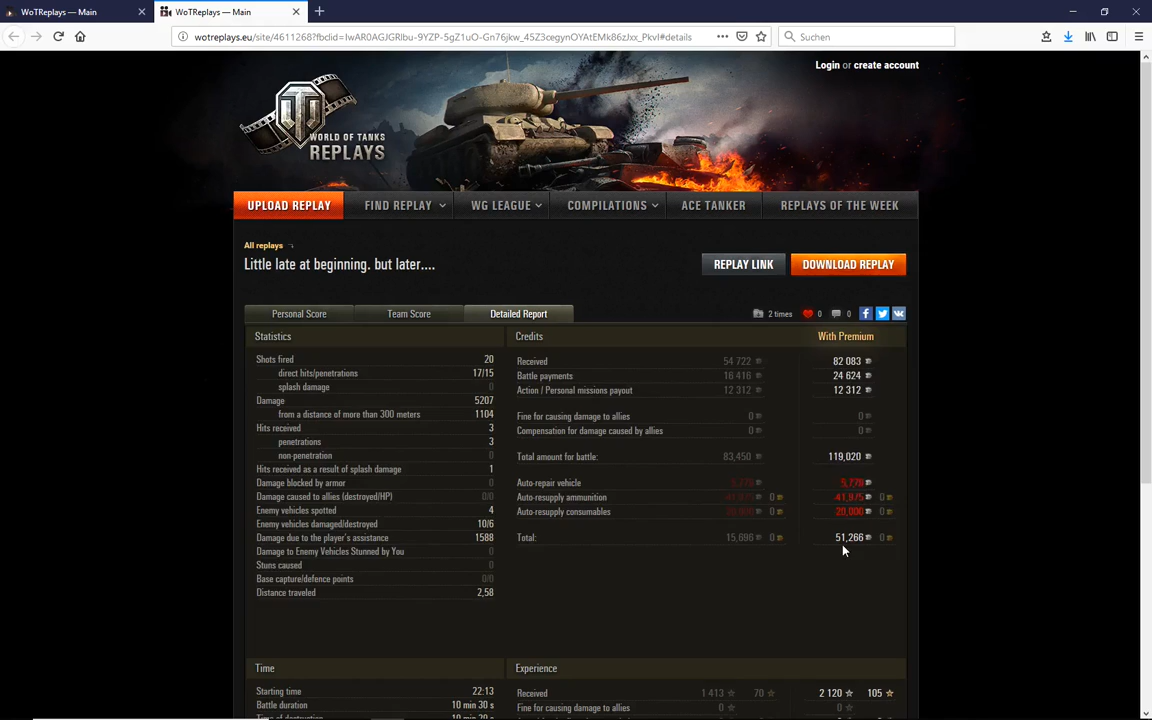 WoTReplays — Main
WoTReplays — Main
wotreplays.eu/site/4611268?fbclid=IwAR0AGJGRlbu-9YZP-5gZ1uO-Gn76jkw_45Z3cegynOYAtEMk86zJxx_PkvI#details
Suchen
Login or create account
WORLD OF TANKS
REPLAYS
UPLOAD REPLAY FIND REPLAY WG LEAGUE COMPILATIONS ACE TANKER REPLAYS OF THE WEEK
All replays
Little late at beginning. but later....
REPLAY LINK DOWNLOAD REPLAY
Personal Score Team Score Detailed Report 2 times 0 0
Statistics Credits With Premium
Shots fired 20 Received 54 722 82 083
direct hits/penetrations 17/15 Battle payments 16 416 24 624
splash damage 0 Action / Personal missions payout 12 312 12 312
Damage 5207
from a distance of more than 300 meters 1104 Fine for causing damage to allies 0 0
Hits received 3 Compensation for damage caused by allies 0 0
penetrations 3
non-penetration 0 Total amount for battle: 83,450 119,020
Hits received as a result of splash damage 1
Damage blocked by armor 0 Auto-repair vehicle 5,779 5,779
Damage caused to allies (destroyed/HP) 0/0 Auto-resupply ammunition -41,975 0 -41,975 0
Enemy vehicles spotted 4 Auto-resupply consumables 20,000 0 20,000 0
Enemy vehicles damaged/destroyed 10/6
Damage due to the player's assistance 1588 Total: 15,696 0 51,266 0
Damage to Enemy Vehicles Stunned by You 0
Stuns caused 0
Base capture/defence points 0/0
Distance traveled 2,58
Time Experience
Starting time 22:13 Received 1 413 70 2 120 105
Battle duration 10 min 30 s Fine for causing damage to allies 0 0